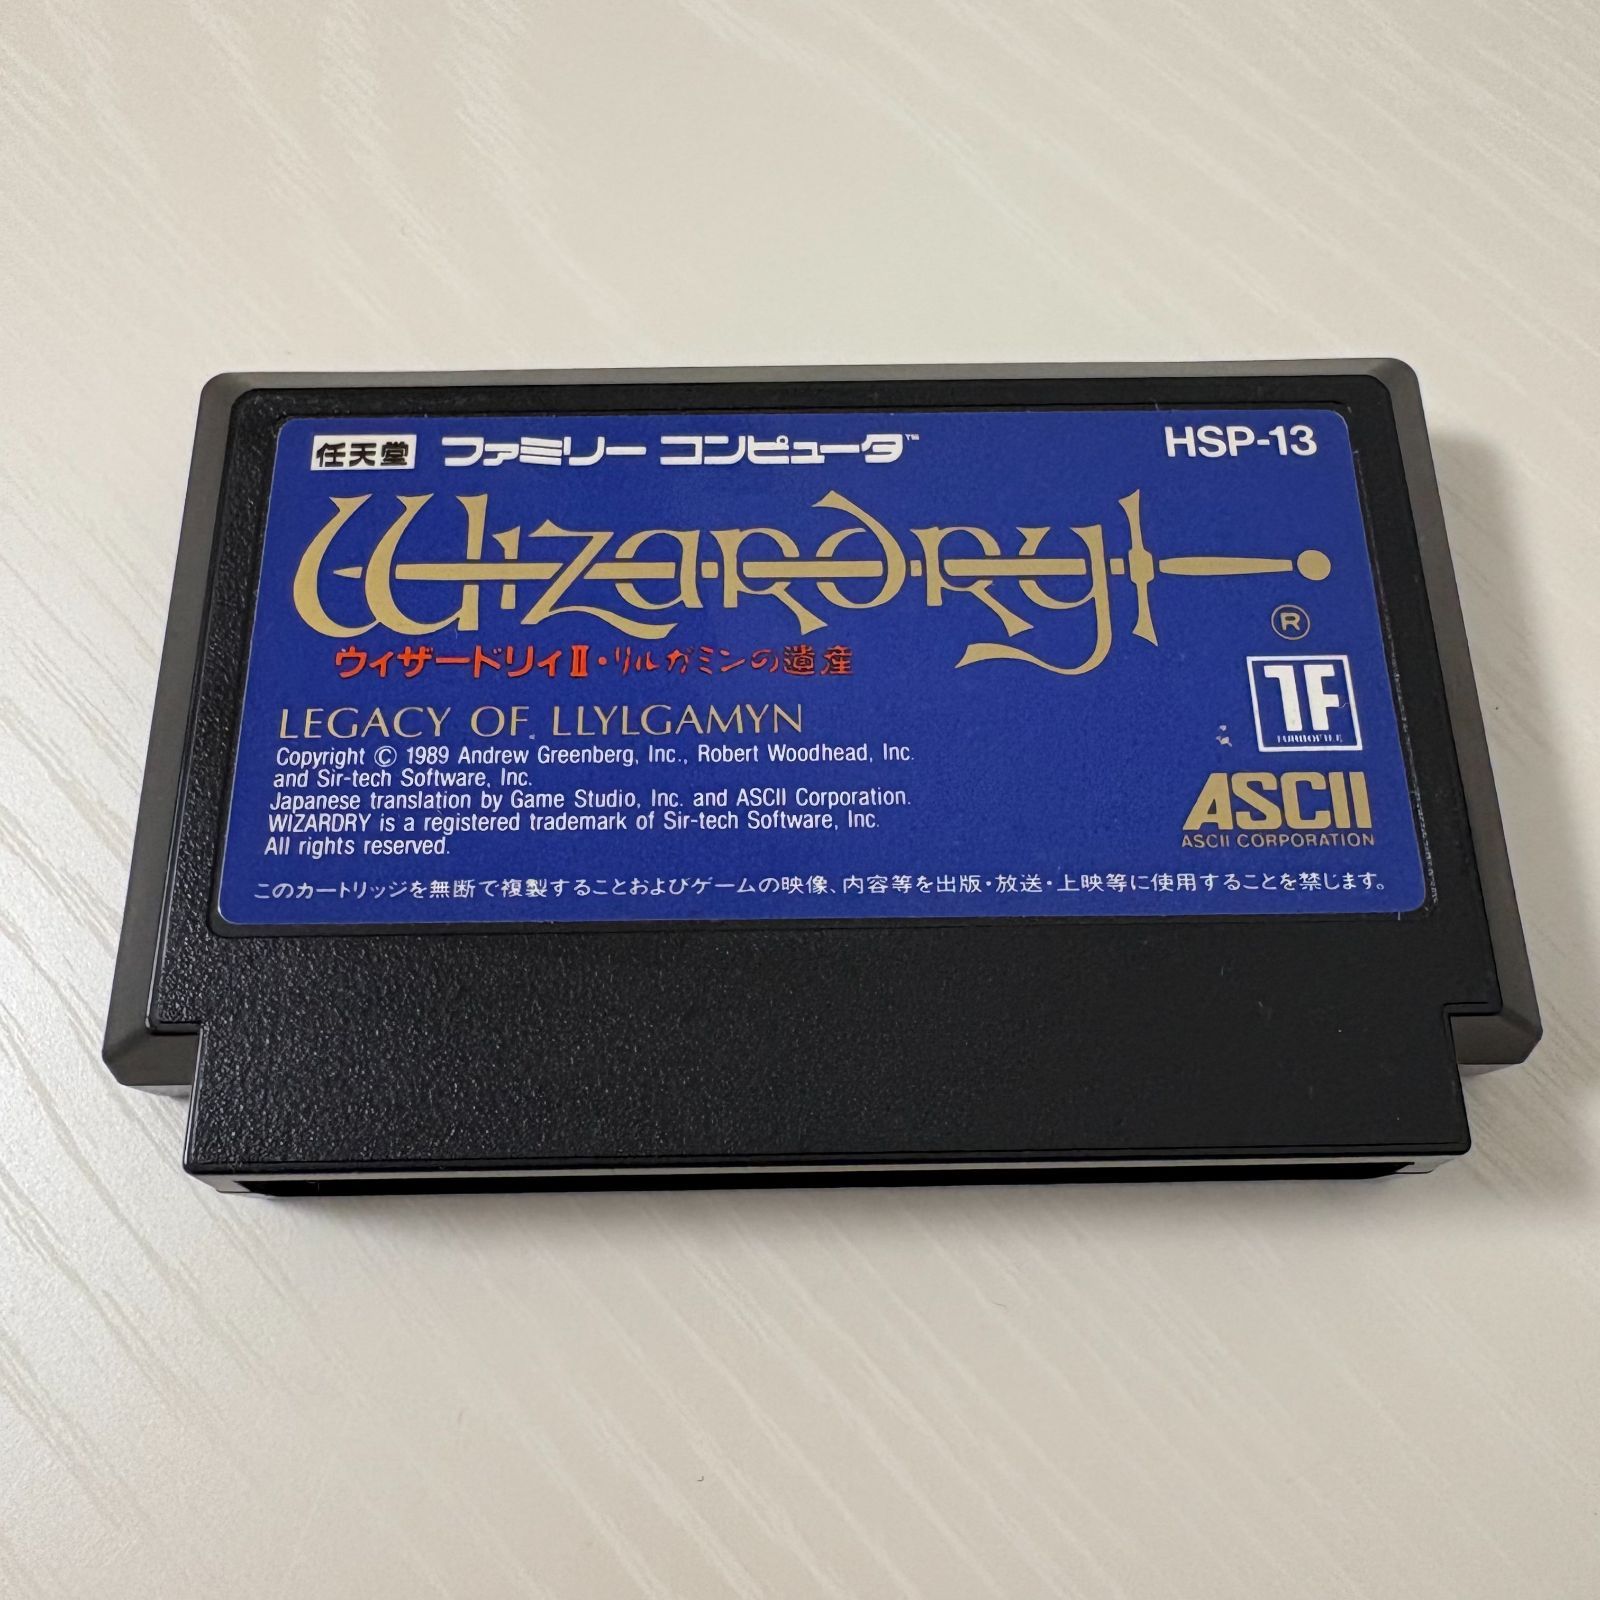 任天堂 ファミリー コンピュータ™ HSP-13
Wizardry
®
ウィザードリィⅡ・リルガミンの遺産
TF
TURBOFILE
LEGACY OF LLYLGAMYN
Copyright © 1989 Andrew Greenberg, Inc., Robert Woodhead, Inc.
and Sir-tech Software, Inc.
Japanese translation by Game Studio, Inc. and ASCII Corporation.
WIZARDRY is a registered trademark of Sir-tech Software, Inc.
All rights reserved.
ASCII
ASCII CORPORATION
このカートリッジを無断で複製することおよびゲームの映像、内容等を出版・放送・上映等に使用することを禁じます。